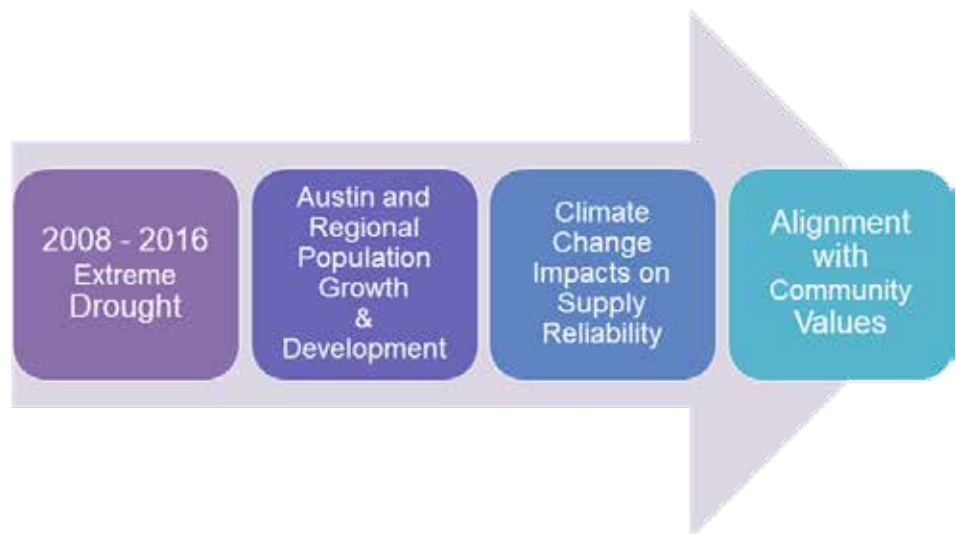 2008 - 2016
Extreme
Drought
Austin and
Regional
Population
Growth
&
Development
Climate
Change
Impacts on
Supply
Reliability
Alignment
with
Community
Values